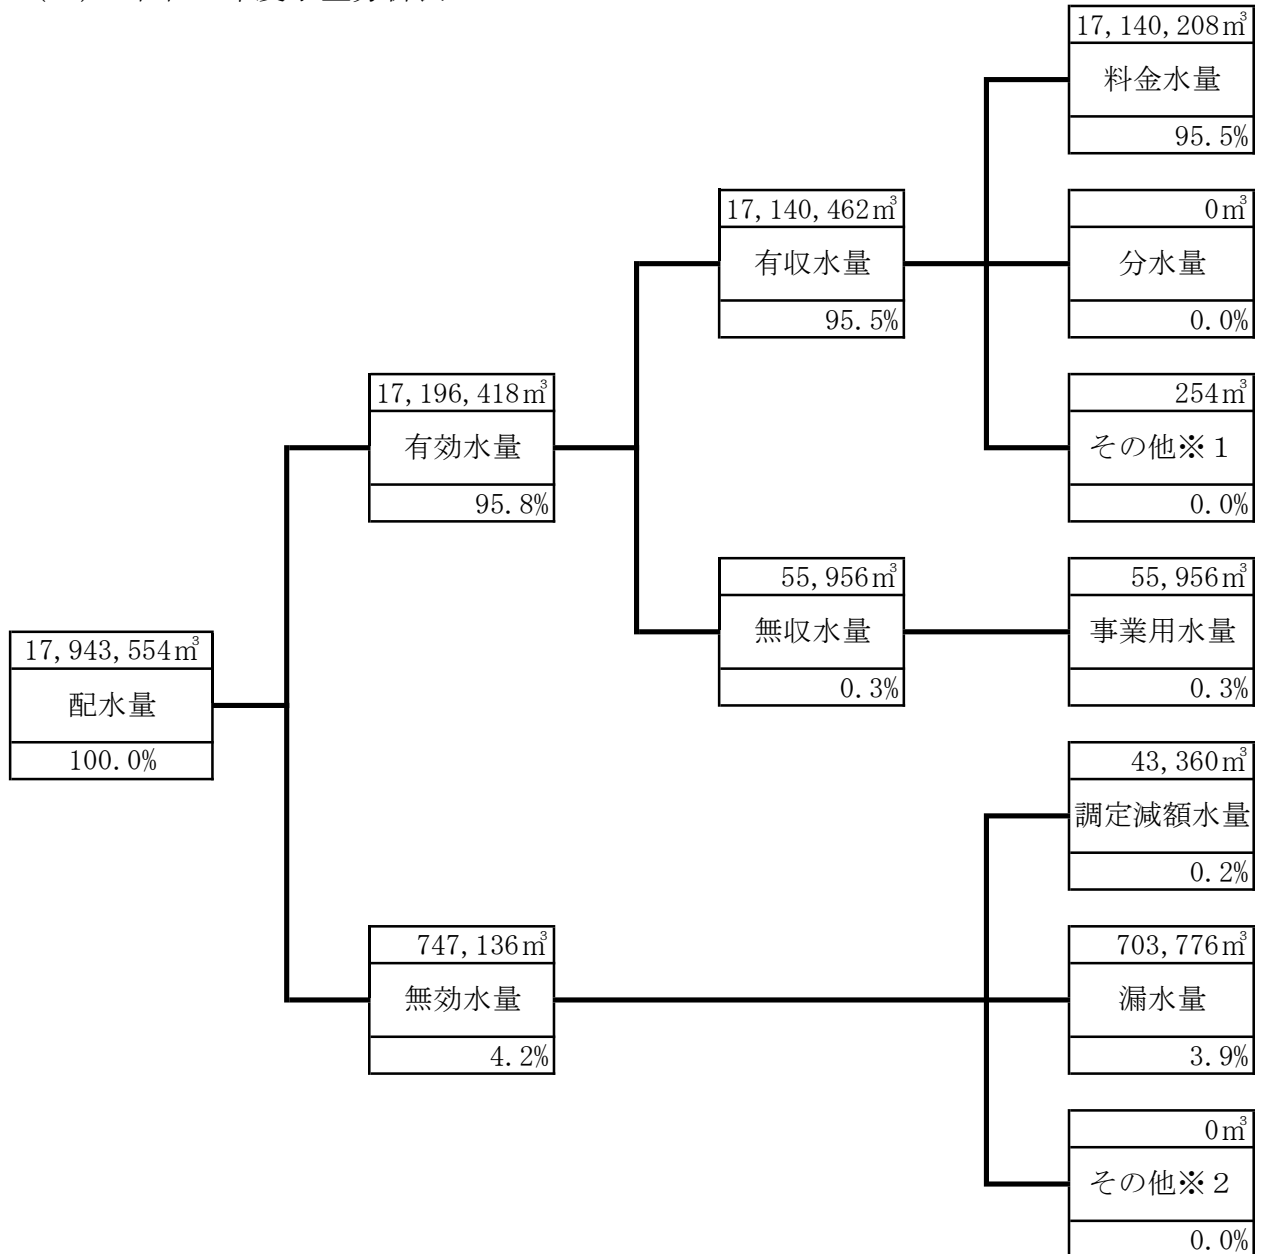 17,140,208㎥
料金水量
95.5%
17,140,462㎥
有収水量
95.5%
0㎥
分水量
0.0%
17,196,418㎥
有効水量
95.8%
254㎥
その他※１
0.0%
55,956㎥
無収水量
0.3%
55,956㎥
事業用水量
0.3%
17,943,554㎥
配水量
100.0%
43,360㎥
調定減額水量
0.2%
747,136㎥
無効水量
4.2%
703,776㎥
漏水量
3.9%
0㎥
その他※２
0.0%